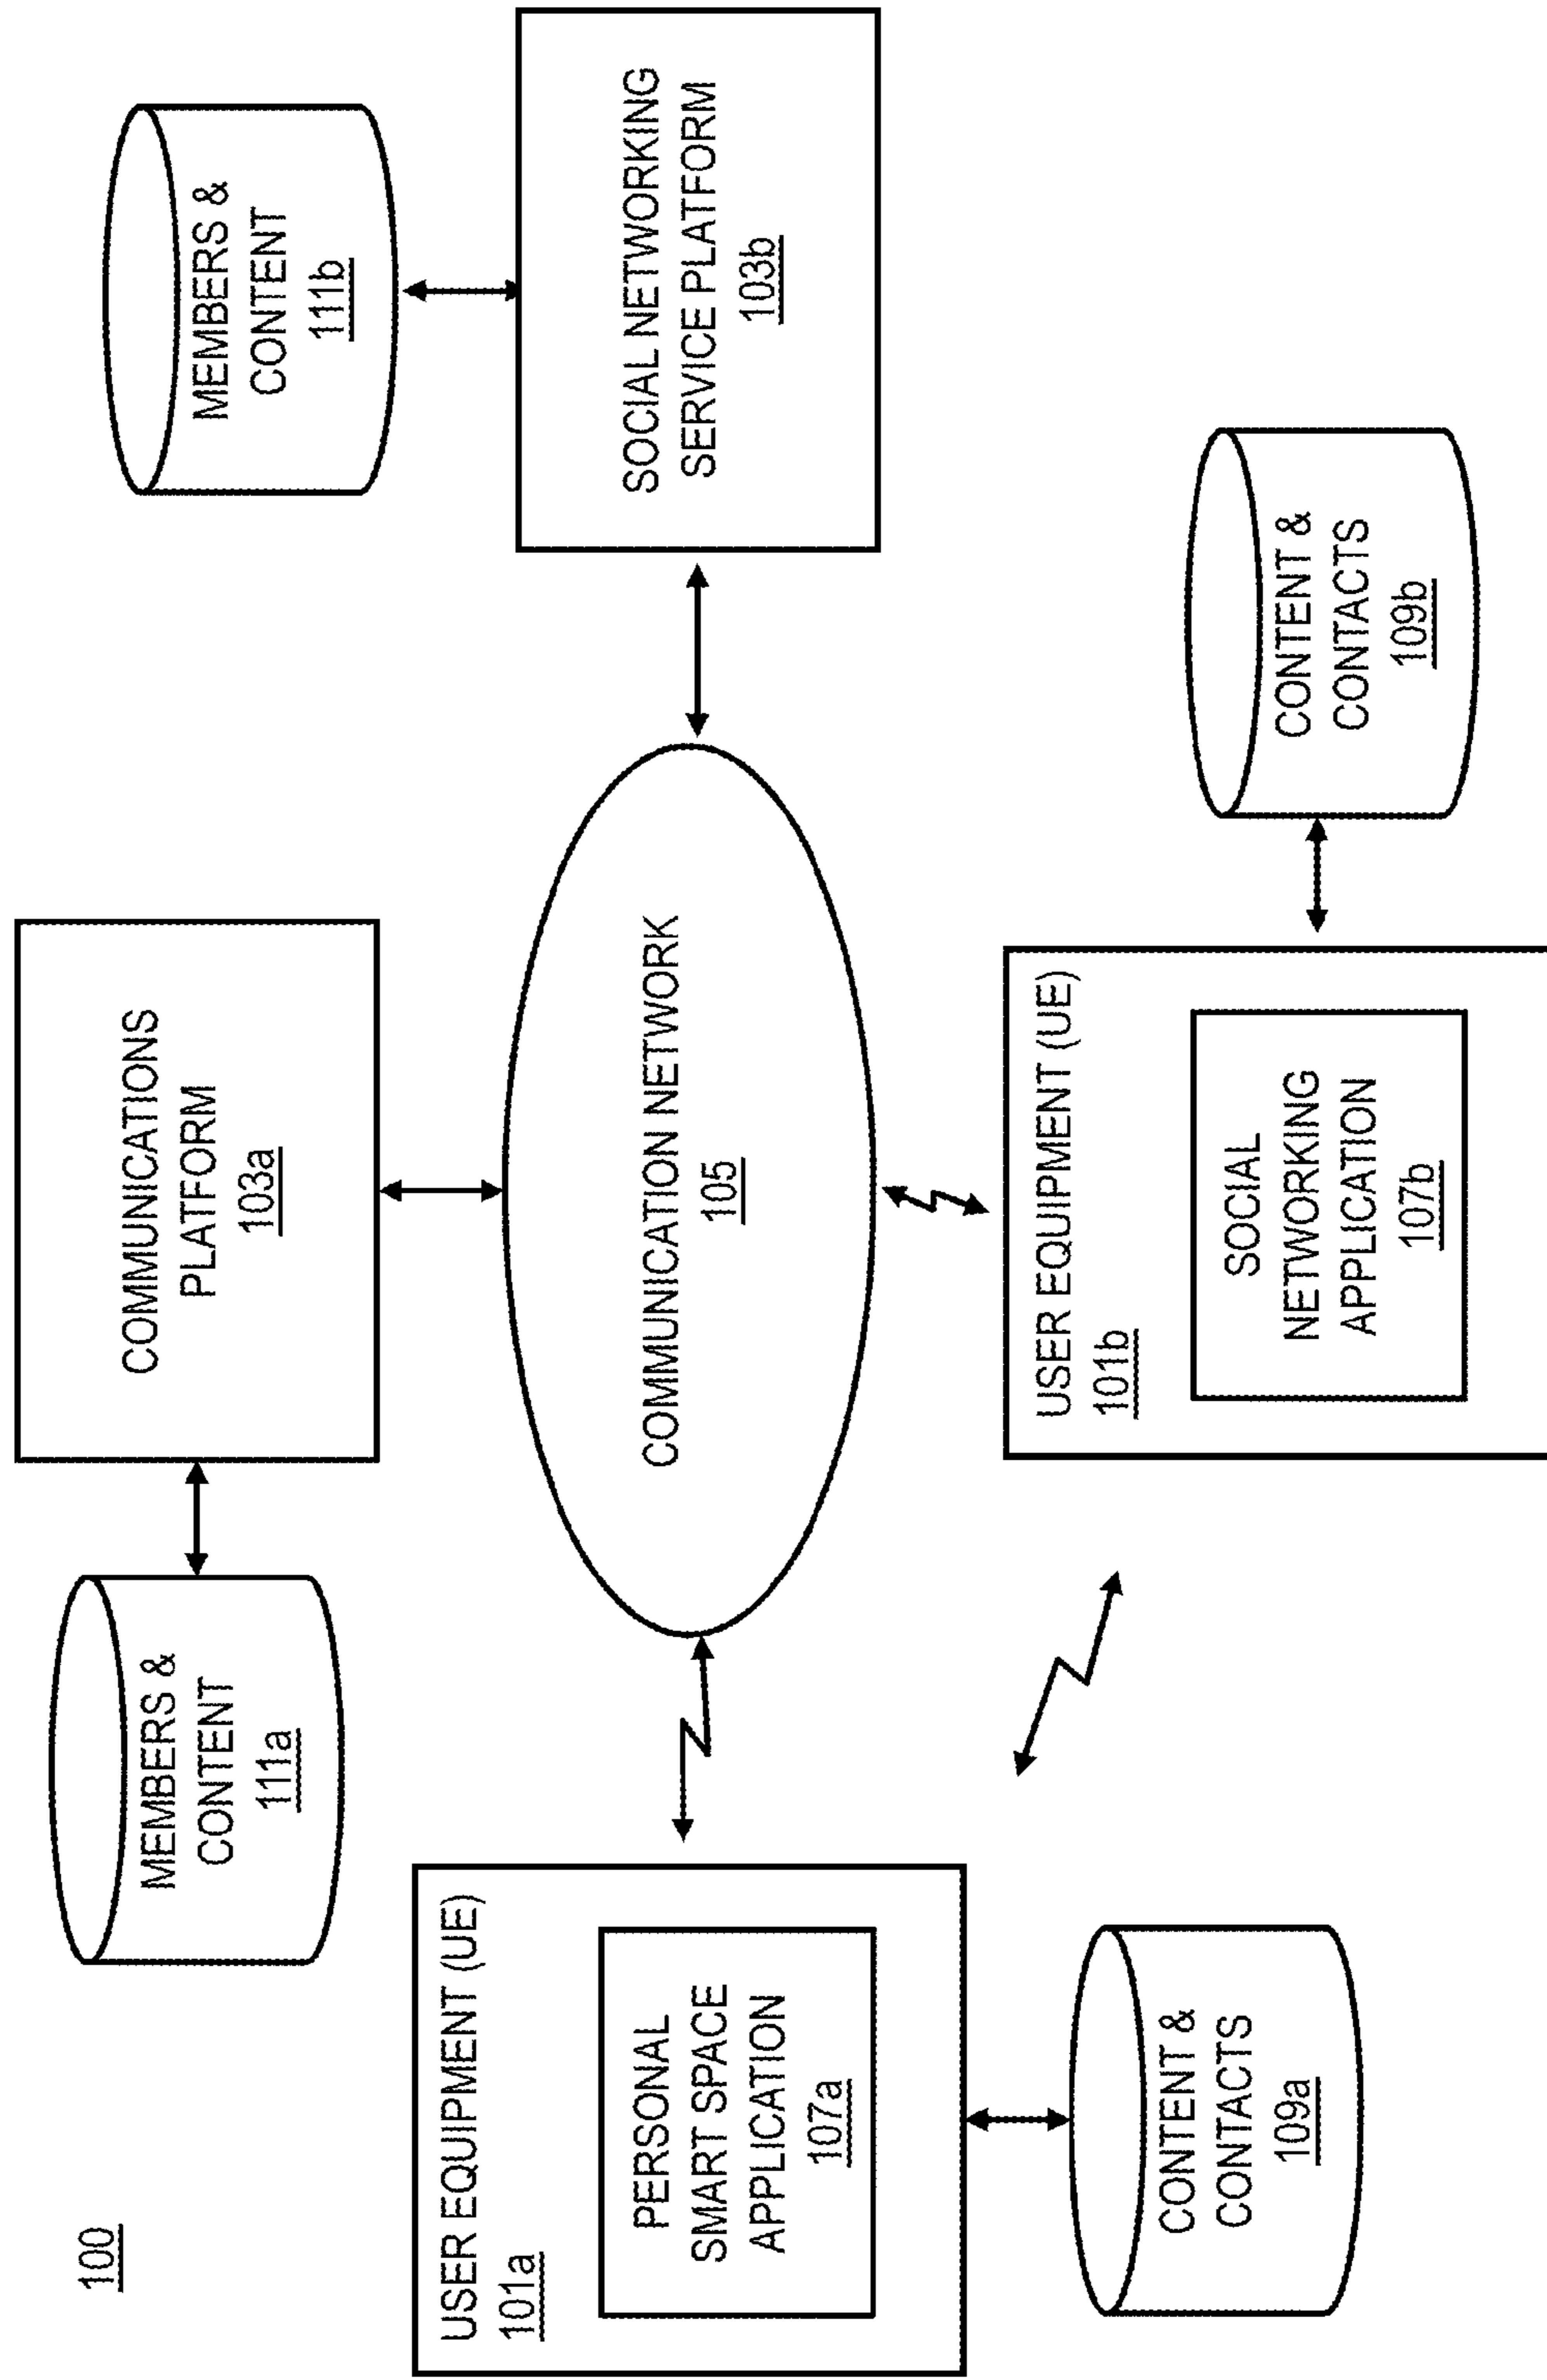 100
MEMBERS &
CONTENT
111a
COMMUNICATIONS
PLATFORM
103a
MEMBERS &
CONTENT
111b
USER EQUIPMENT (UE)
101a
PERSONAL
SMART SPACE
APPLICATION
107a
COMMUNICATION NETWORK
105
SOCIAL NETWORKING
SERVICE PLATFORM
103b
CONTENT &
CONTACTS
109a
USER EQUIPMENT (UE)
101b
SOCIAL
NETWORKING
APPLICATION
107b
CONTENT &
CONTACTS
109b